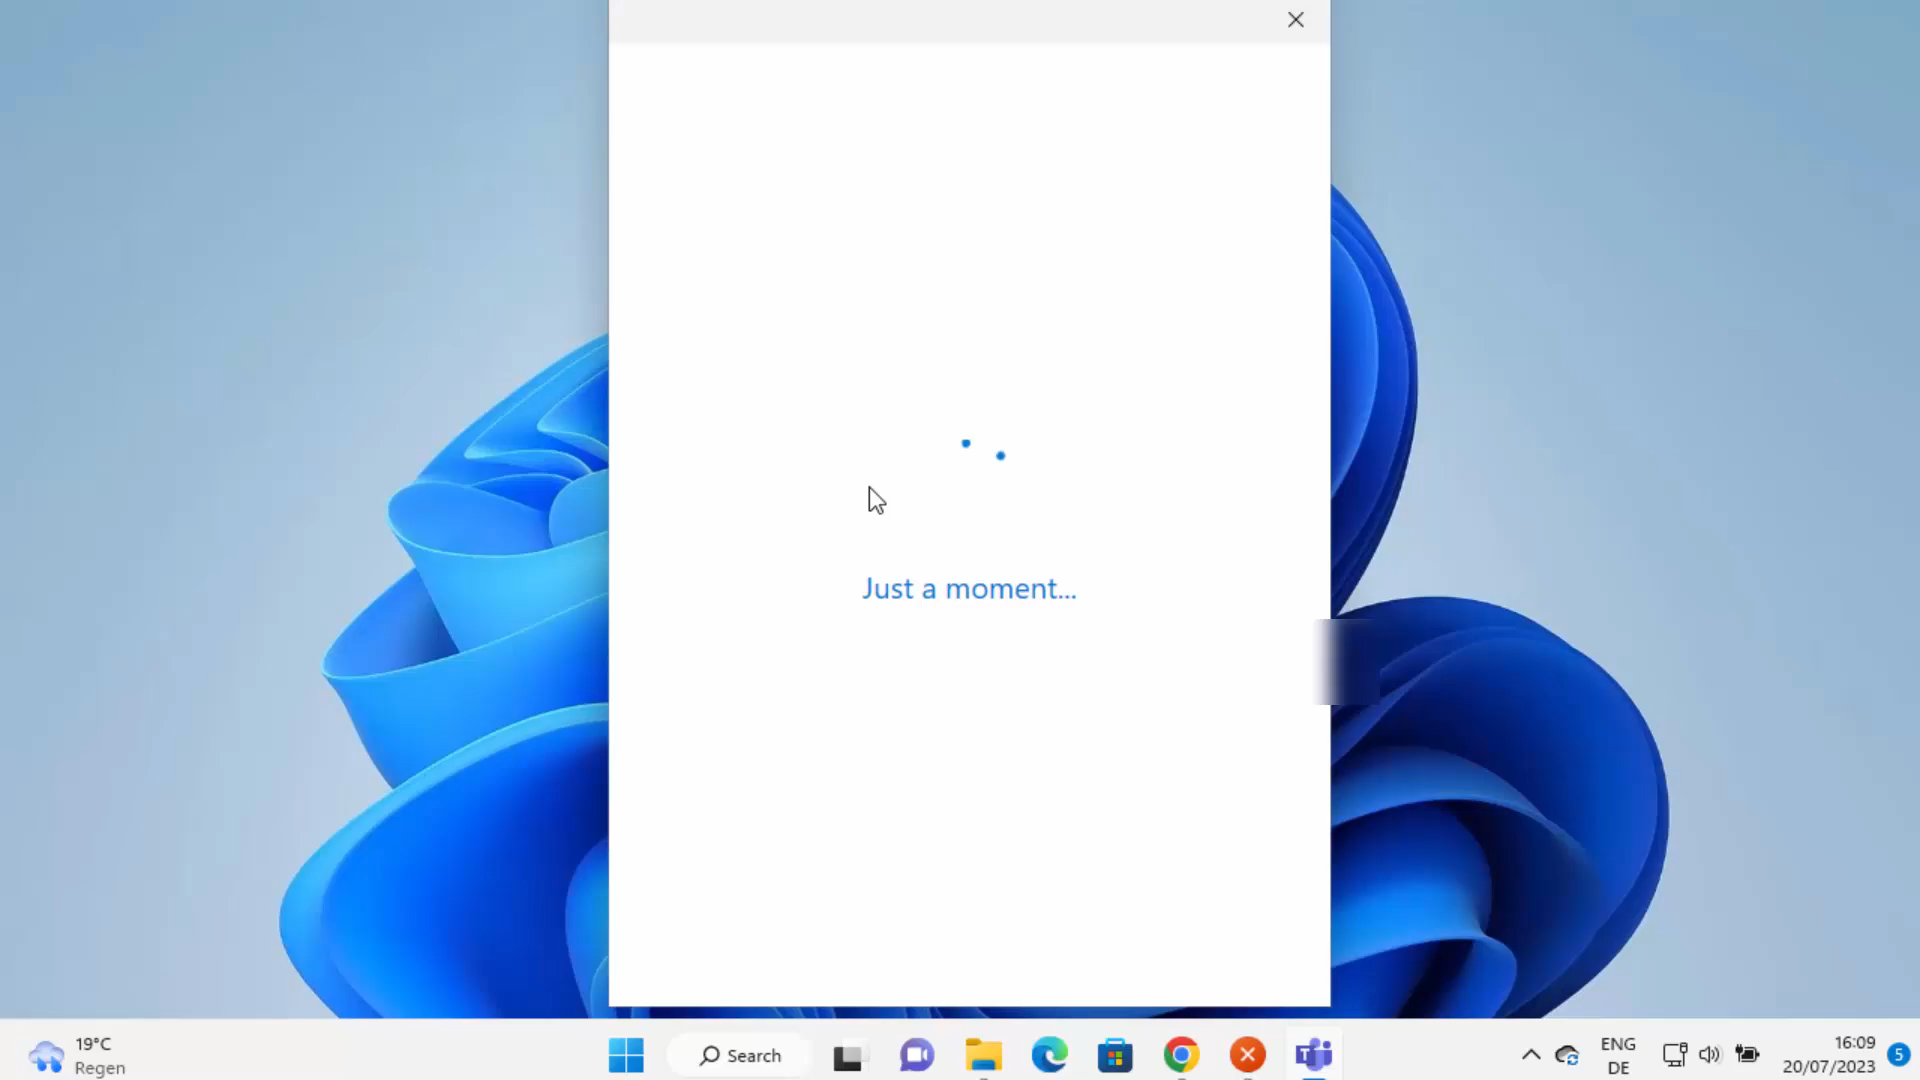 Just a moment...
19°C
Regen
Search
T
ENG
DE
16:09
20/07/2023
5